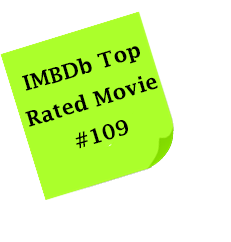 IMBDb Top
Rated Movie
#109